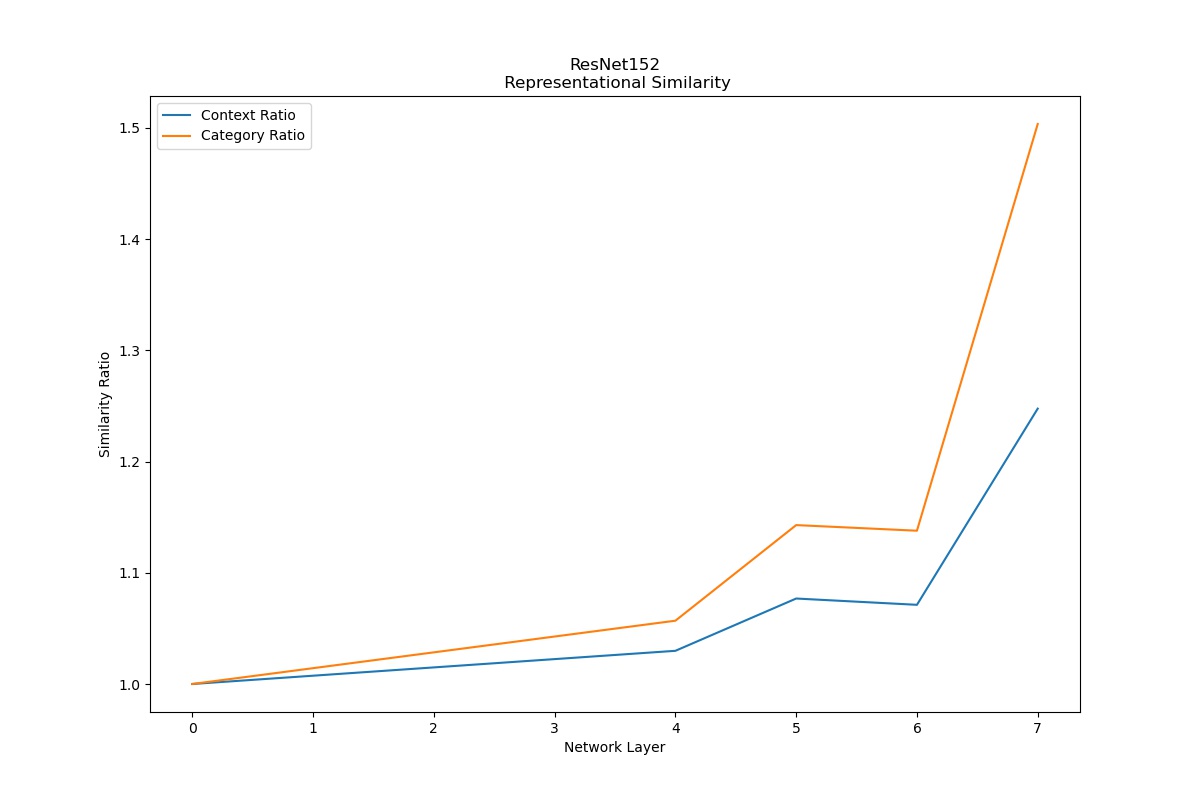 ResNet152
Representational Similarity
Context Ratio
Category Ratio
1.5
1.4
1.3
1.2
1.1
1.0
Similarity Ratio
0 1 2 3 4 5 6 7
Network Layer